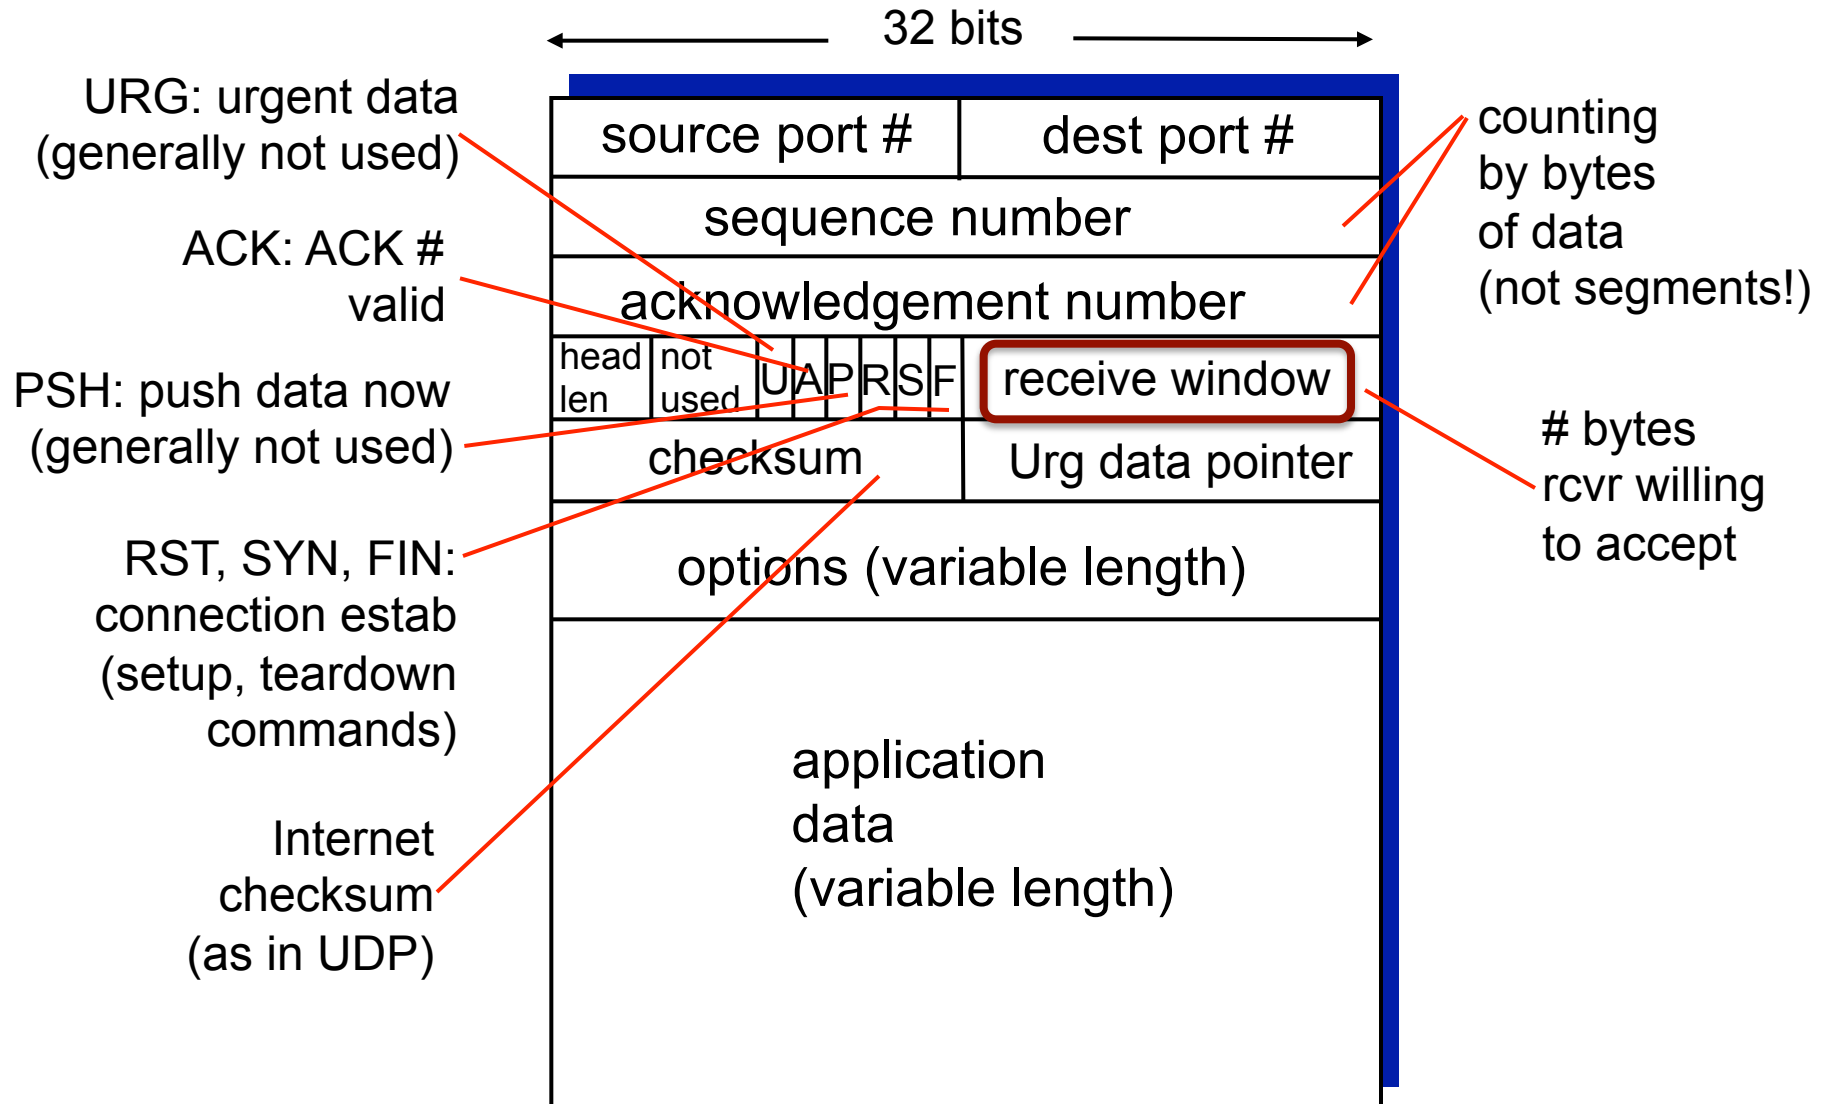 32 bits
URG: urgent data
(generally not used)
ACK: ACK #
valid
PSH: push data now
(generally not used)
RST, SYN, FIN:
connection estab
(setup, teardown
commands)
Internet
checksum
(as in UDP)
source port # dest port #
sequence number
acknowledgement number
head
len
not
used
U A P R S F
receive window
checksum Urg data pointer
options (variable length)
application
data
(variable length)
counting
by bytes
of data
(not segments!)
# bytes
rcvr willing
to accept